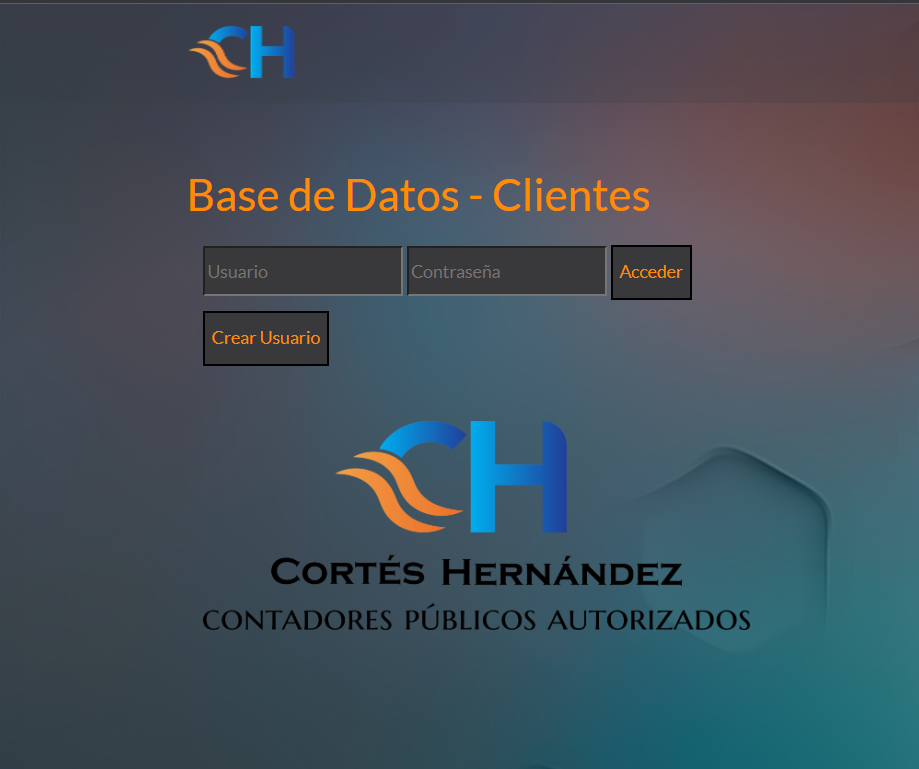 CH
Base de Datos - Clientes
Usuario Contraseña Acceder
Crear Usuario
CH
CORTÉS HERNÁNDEZ
CONTADORES PÚBLICOS AUTORIZADOS